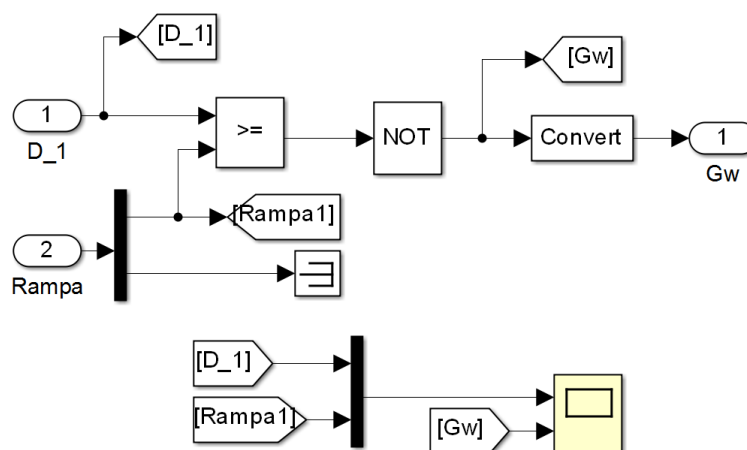 [D_1]
[Gw]
1
>=
NOT
Convert
1
D_1
Gw
[Rampa1]
2
Rampa
[D_1]
[Rampa1]
[Gw]